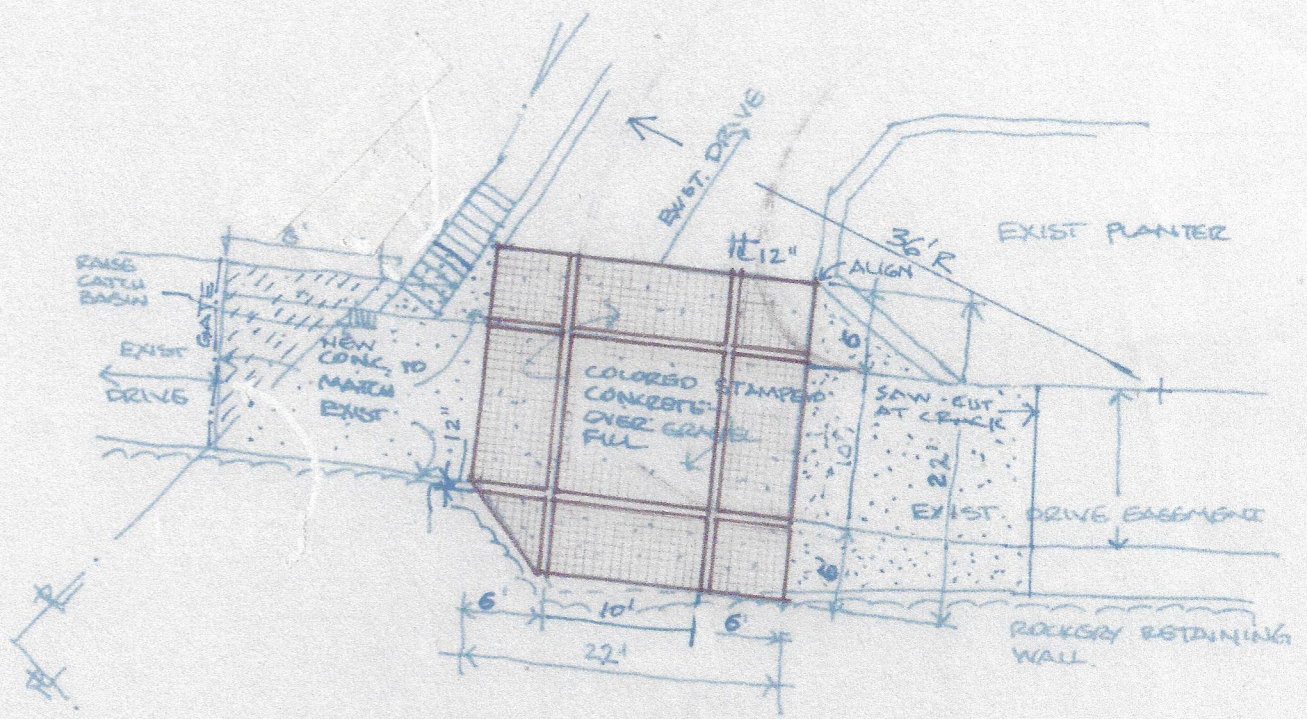 EXIST. DRIVE
36'R
EXIST PLANTER
8'
12"
ALIGN
RAISE
CATCH
BASIN
GATE
EXIST
DRIVE
NEW
CONC. TO
MATCH
EXIST.
COLORED STAMPED
CONCRETE
OVER GRAVEL
FILL
6'
SAW-CUT
AT CRACK
12"
10'
22'
EXIST. DRIVE EASEMENT
6'
6'
10'
6'
22'
ROCKERY RETAINING
WALL.